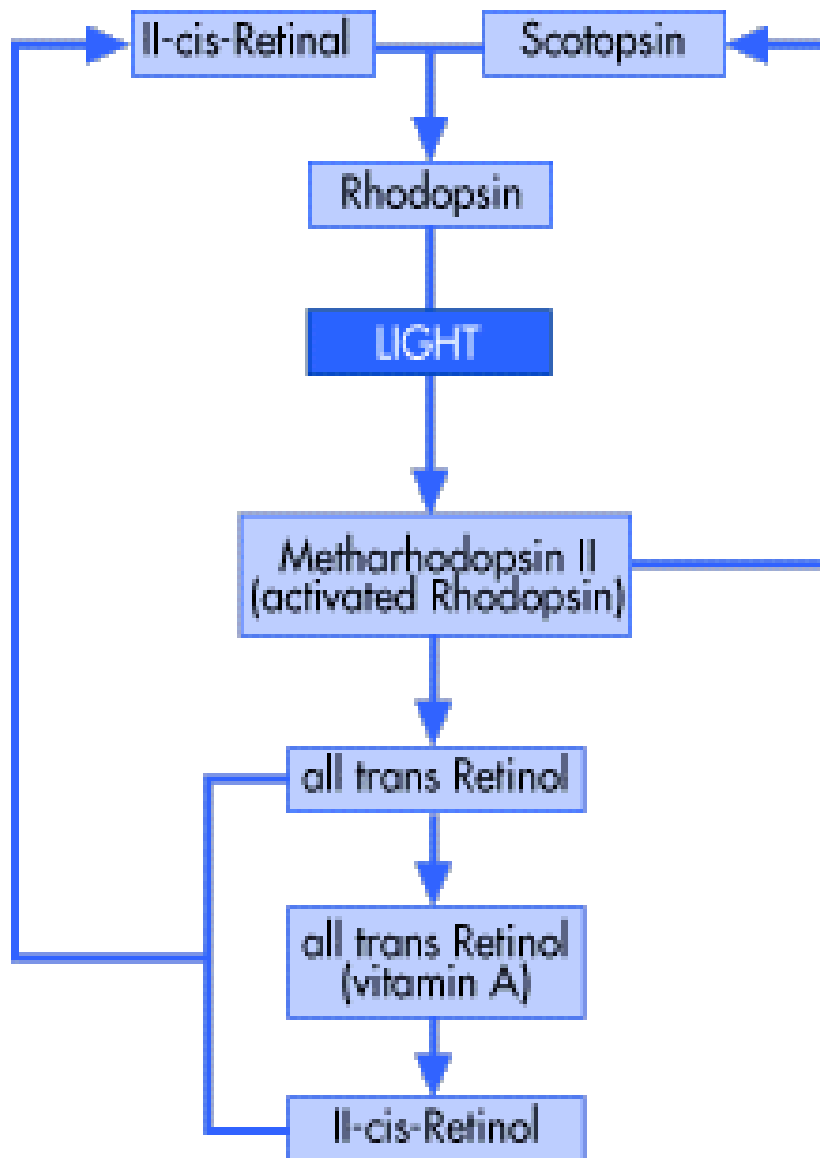 II-cis-Retinal
Scotopsin
Rhodopsin
LIGHT
Metharhodopsin II
(activated Rhodopsin)
all trans Retinol
all trans Retinol
(vitamin A)
II-cis-Retinol